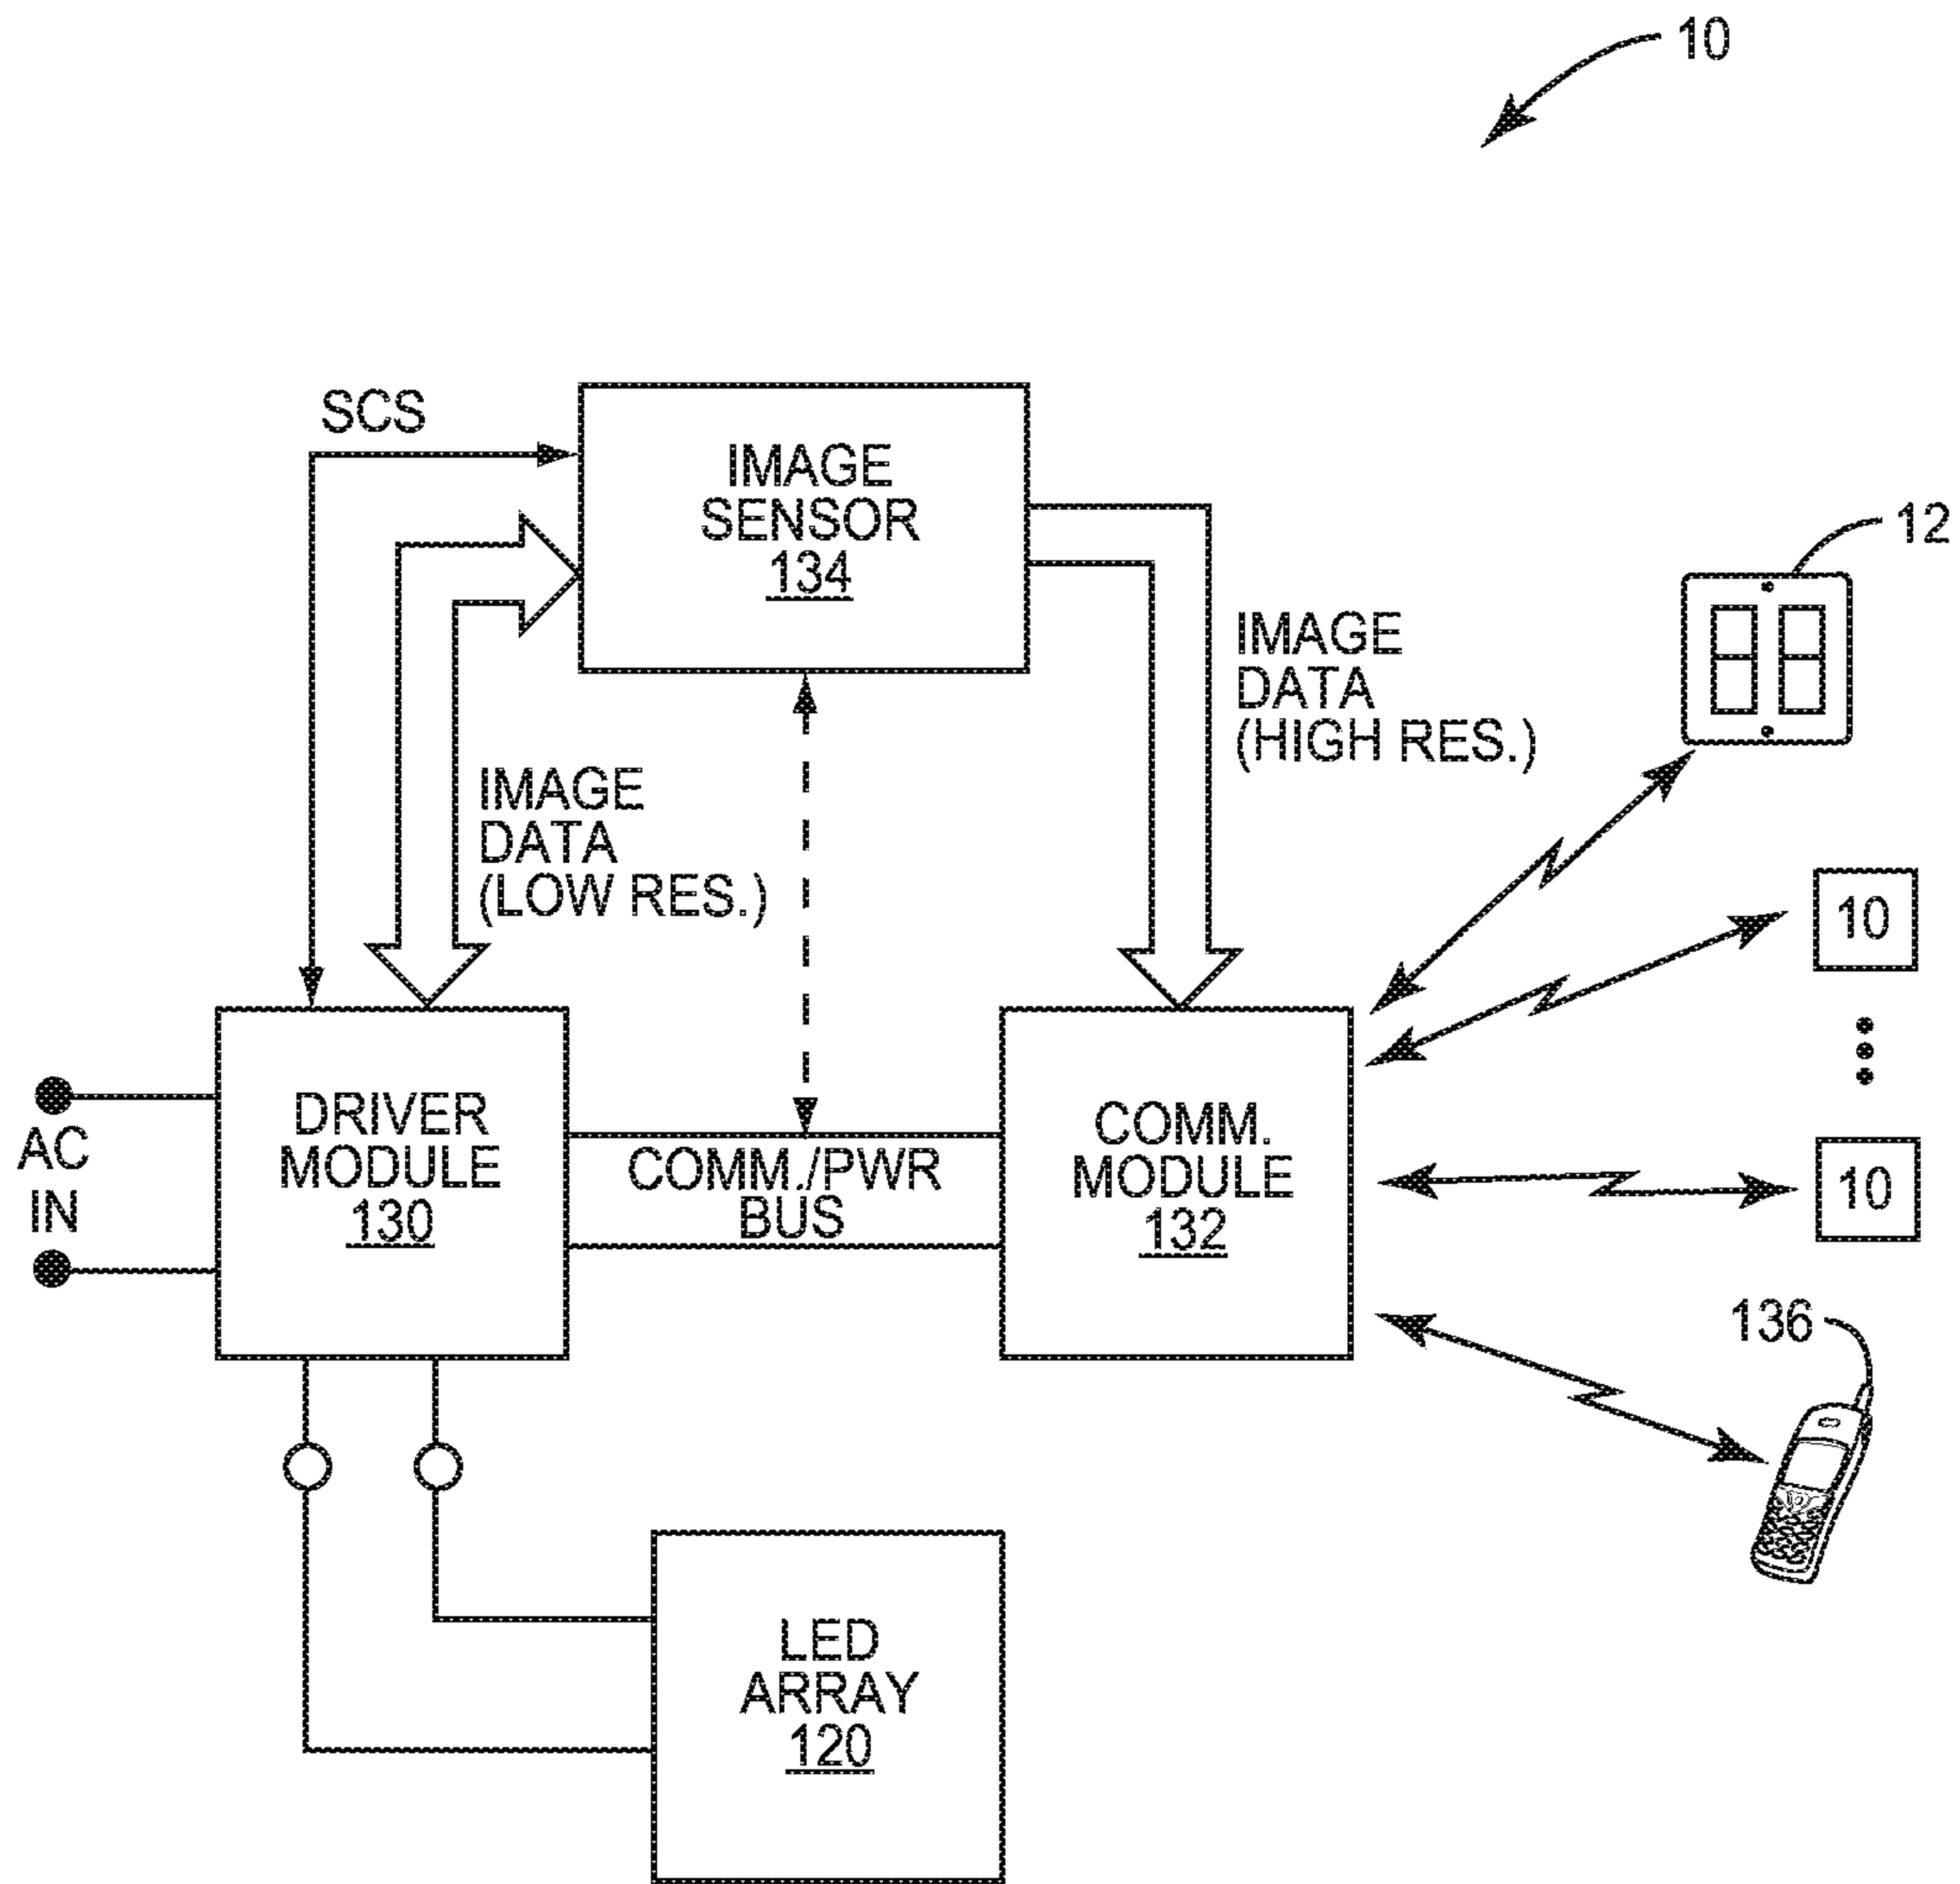 10
SCS
IMAGE
SENSOR
134
12
IMAGE
DATA
(HIGH RES.)
IMAGE
DATA
(LOW RES.)
10
AC
IN
DRIVER
MODULE
130
COMM./PWR
BUS
COMM.
MODULE
132
10
136
LED
ARRAY
120